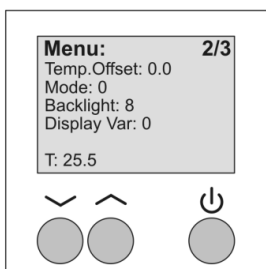 Menu: 2/3
Temp.Offset: 0.0
Mode: 0
Backlight: 8
Display Var: 0
T: 25.5